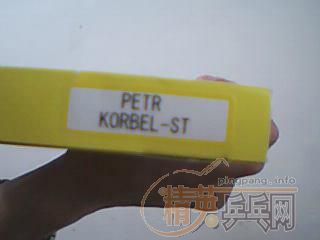 PETR
KORBEL-ST
pingpang.info
精英乒乓网